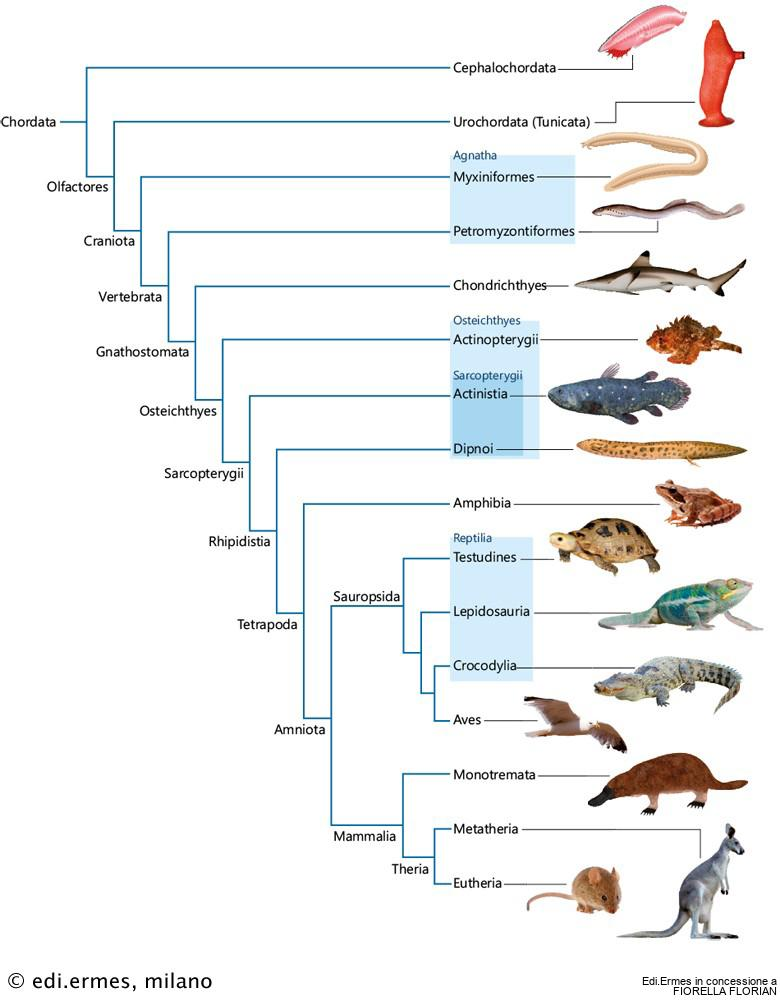 Cephalochordata
Chordata
Urochordata (Tunicata)
Agnatha
Myxiniformes
Olfactores
Petromyzontiformes
Craniota
Chondrichthyes
Vertebrata
Osteichthyes
Actinopterygii
Gnathostomata
Sarcopterygii
Actinistia
Osteichthyes
Dipnoi
Sarcopterygii
Amphibia
Rhipidistia
Reptilia
Testudines
Sauropsida
Lepidosauria
Tetrapoda
Crocodylia
Aves
Amniota
Monotremata
Metatheria
Mammalia
Theria
Eutheria
© edi.ermes, milano
Edi.Ermes in concessione a
FIORELLA FLORIAN